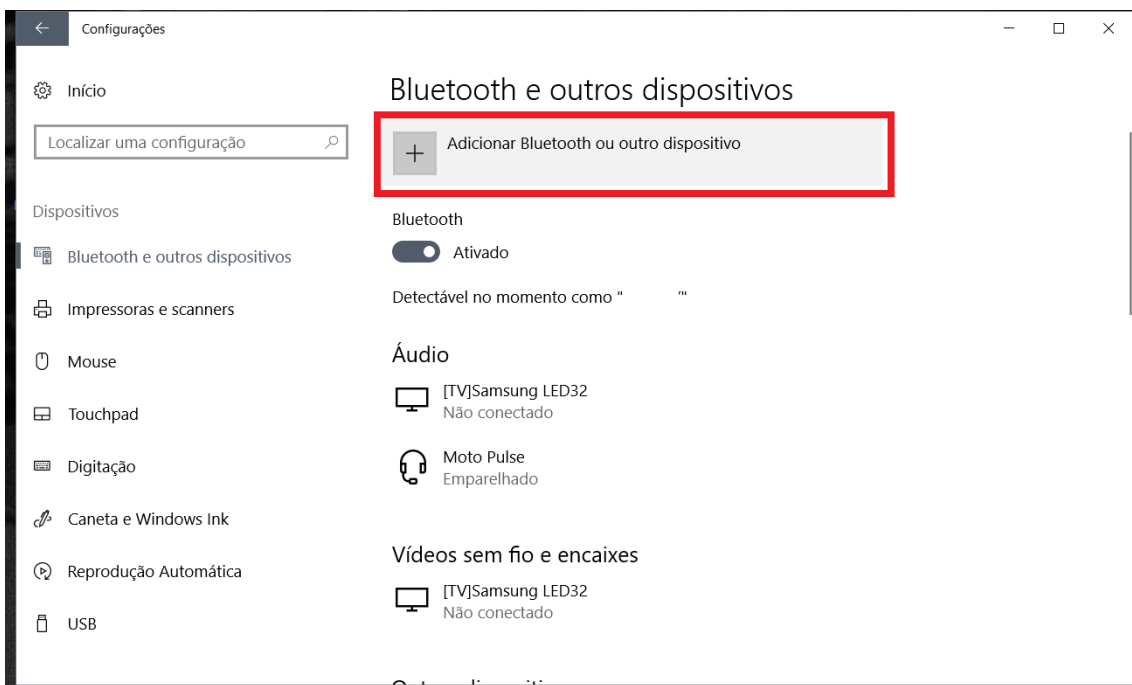 Configurações
Início
Localizar uma configuração
Dispositivos
Bluetooth e outros dispositivos
Impressoras e scanners
Mouse
Touchpad
Digitação
Caneta e Windows Ink
Reprodução Automática
USB
Bluetooth e outros dispositivos
Adicionar Bluetooth ou outro dispositivo
Bluetooth
Ativado
Detectável no momento como " '"
Áudio
[TV]Samsung LED32
Não conectado
Moto Pulse
Emparelhado
Vídeos sem fio e encaixes
[TV]Samsung LED32
Não conectado